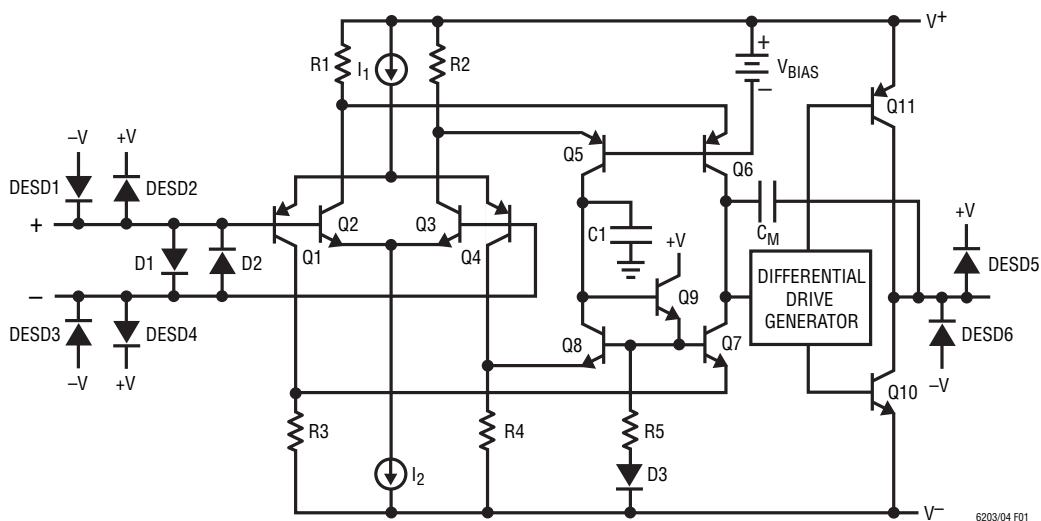 V+
R1
I1
R2
+
VBIAS
–
Q11
–V
+V
Q5
Q6
DESD1
DESD2
+
Q2
Q3
C1
+V
CM
+V
D1
D2
Q1
Q4
DESD5
–
Q9
DIFFERENTIAL
DRIVE
GENERATOR
DESD3
DESD4
Q8
Q7
DESD6
–V
+V
–V
Q10
R3
R4
R5
I2
D3
V–
6203/04 F01